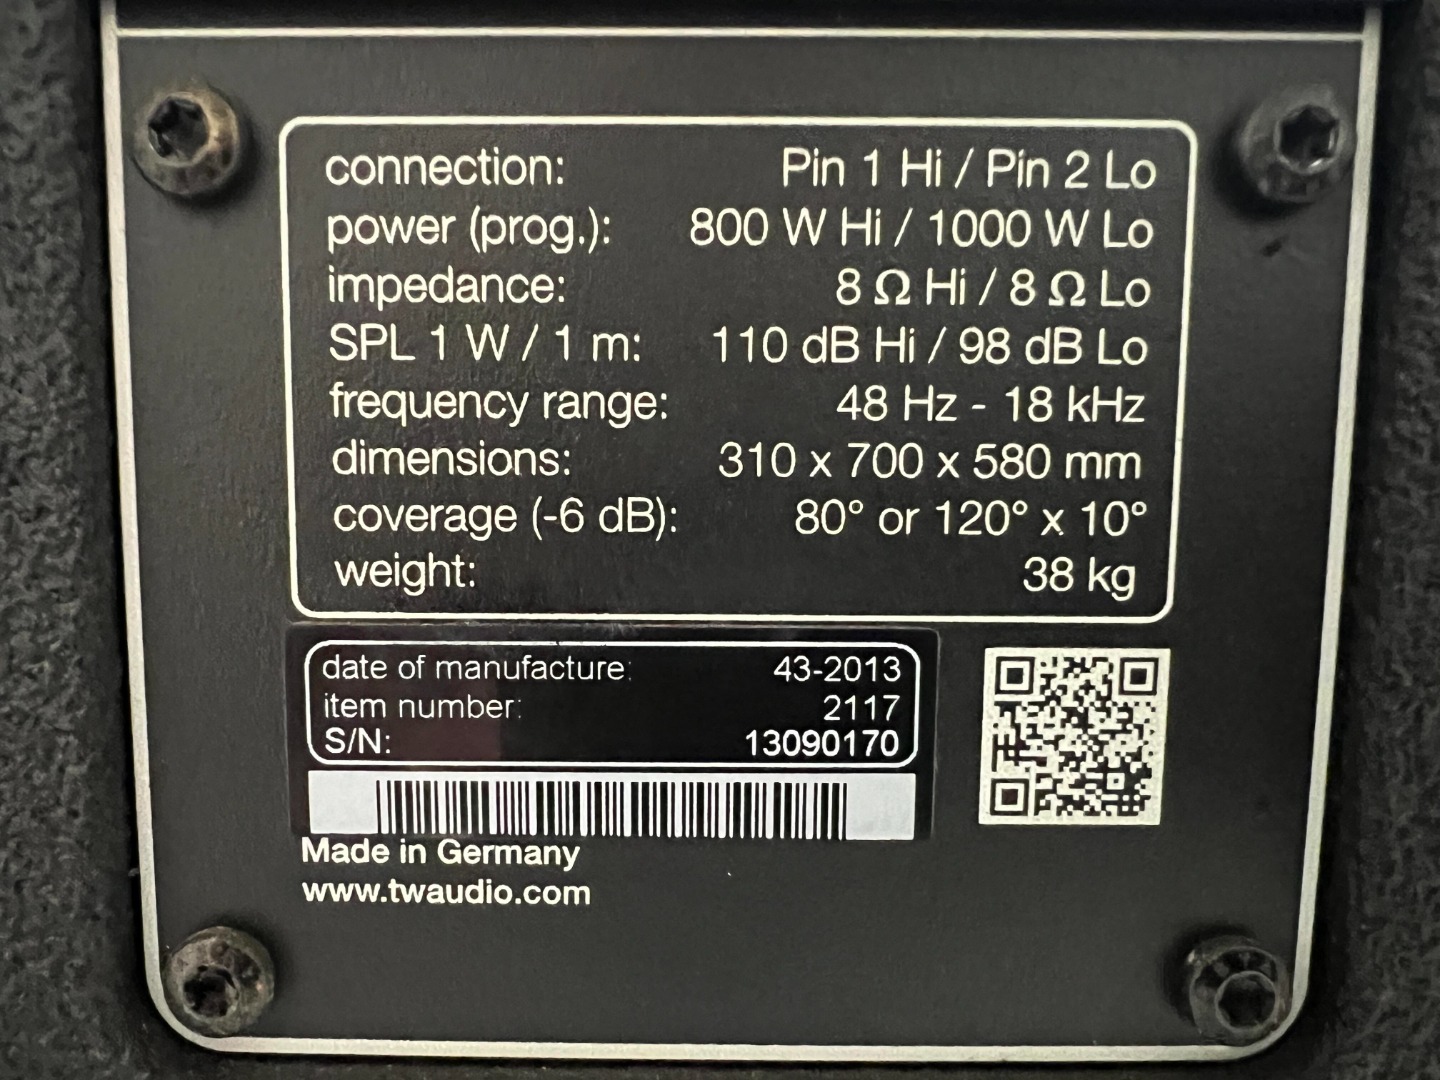 connection: Pin 1 Hi / Pin 2 Lo
power (prog.): 800 W Hi / 1000 W Lo
impedance: 8 Ω Hi / 8 Ω Lo
SPL 1 W / 1 m: 110 dB Hi / 98 dB Lo
frequency range: 48 Hz - 18 kHz
dimensions: 310 x 700 x 580 mm
coverage (-6 dB): 80° or 120° x 10°
weight: 38 kg
date of manufacture: 43-2013
item number: 2117
S/N: 13090170
Made in Germany
www.twaudio.com